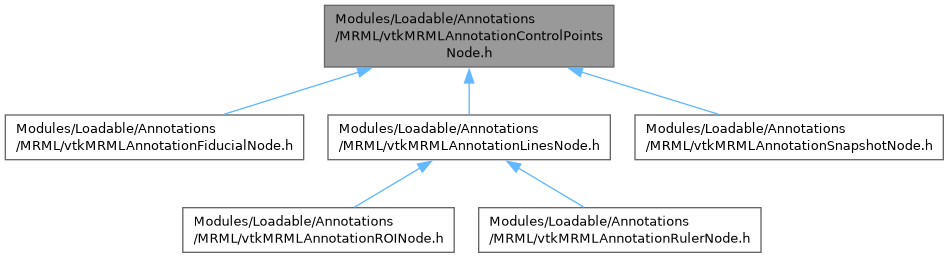 Modules/Loadable/Annotations
/MRML/vtkMRMLAnnotationControlPoints
Node.h
Modules/Loadable/Annotations
/MRML/vtkMRMLAnnotationFiducialNode.h
Modules/Loadable/Annotations
/MRML/vtkMRMLAnnotationLinesNode.h
Modules/Loadable/Annotations
/MRML/vtkMRMLAnnotationSnapshotNode.h
Modules/Loadable/Annotations
/MRML/vtkMRMLAnnotationROINode.h
Modules/Loadable/Annotations
/MRML/vtkMRMLAnnotationRulerNode.h